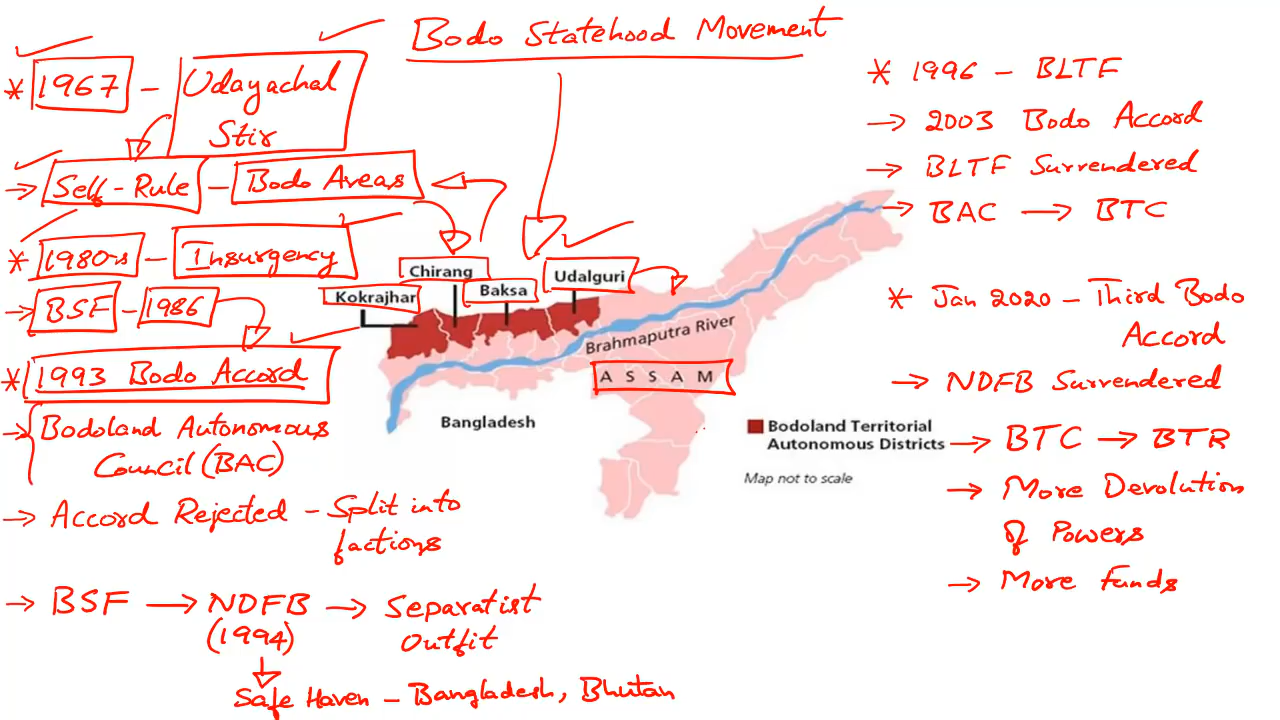 Bodo Statehood Movement
* 1967 - Udayachal
Stir
→ Self-Rule - Bodo Areas
* 1980s - Insurgency
→ BSF - 1986
* 1993 Bodo Accord
→ Bodoland Autonomous
Council (BAC)
→ Accord Rejected - Split into
factions
→ BSF → NDFB → Separatist
(1994) Outfit
Safe Haven - Bangladesh, Bhutan
Kokrajhar
Chirang
Baksa
Udalguri
Brahmaputra River
ASSAM
Bangladesh
Bodoland Territorial
Autonomous Districts
Map not to scale
* 1996 - BLTF
→ 2003 Bodo Accord
→ BLTF Surrendered
→ BAC → BTC
* Jan 2020 - Third Bodo
Accord
→ NDFB Surrendered
→ BTC → BTR
→ More Devolution
of Powers
→ More Funds